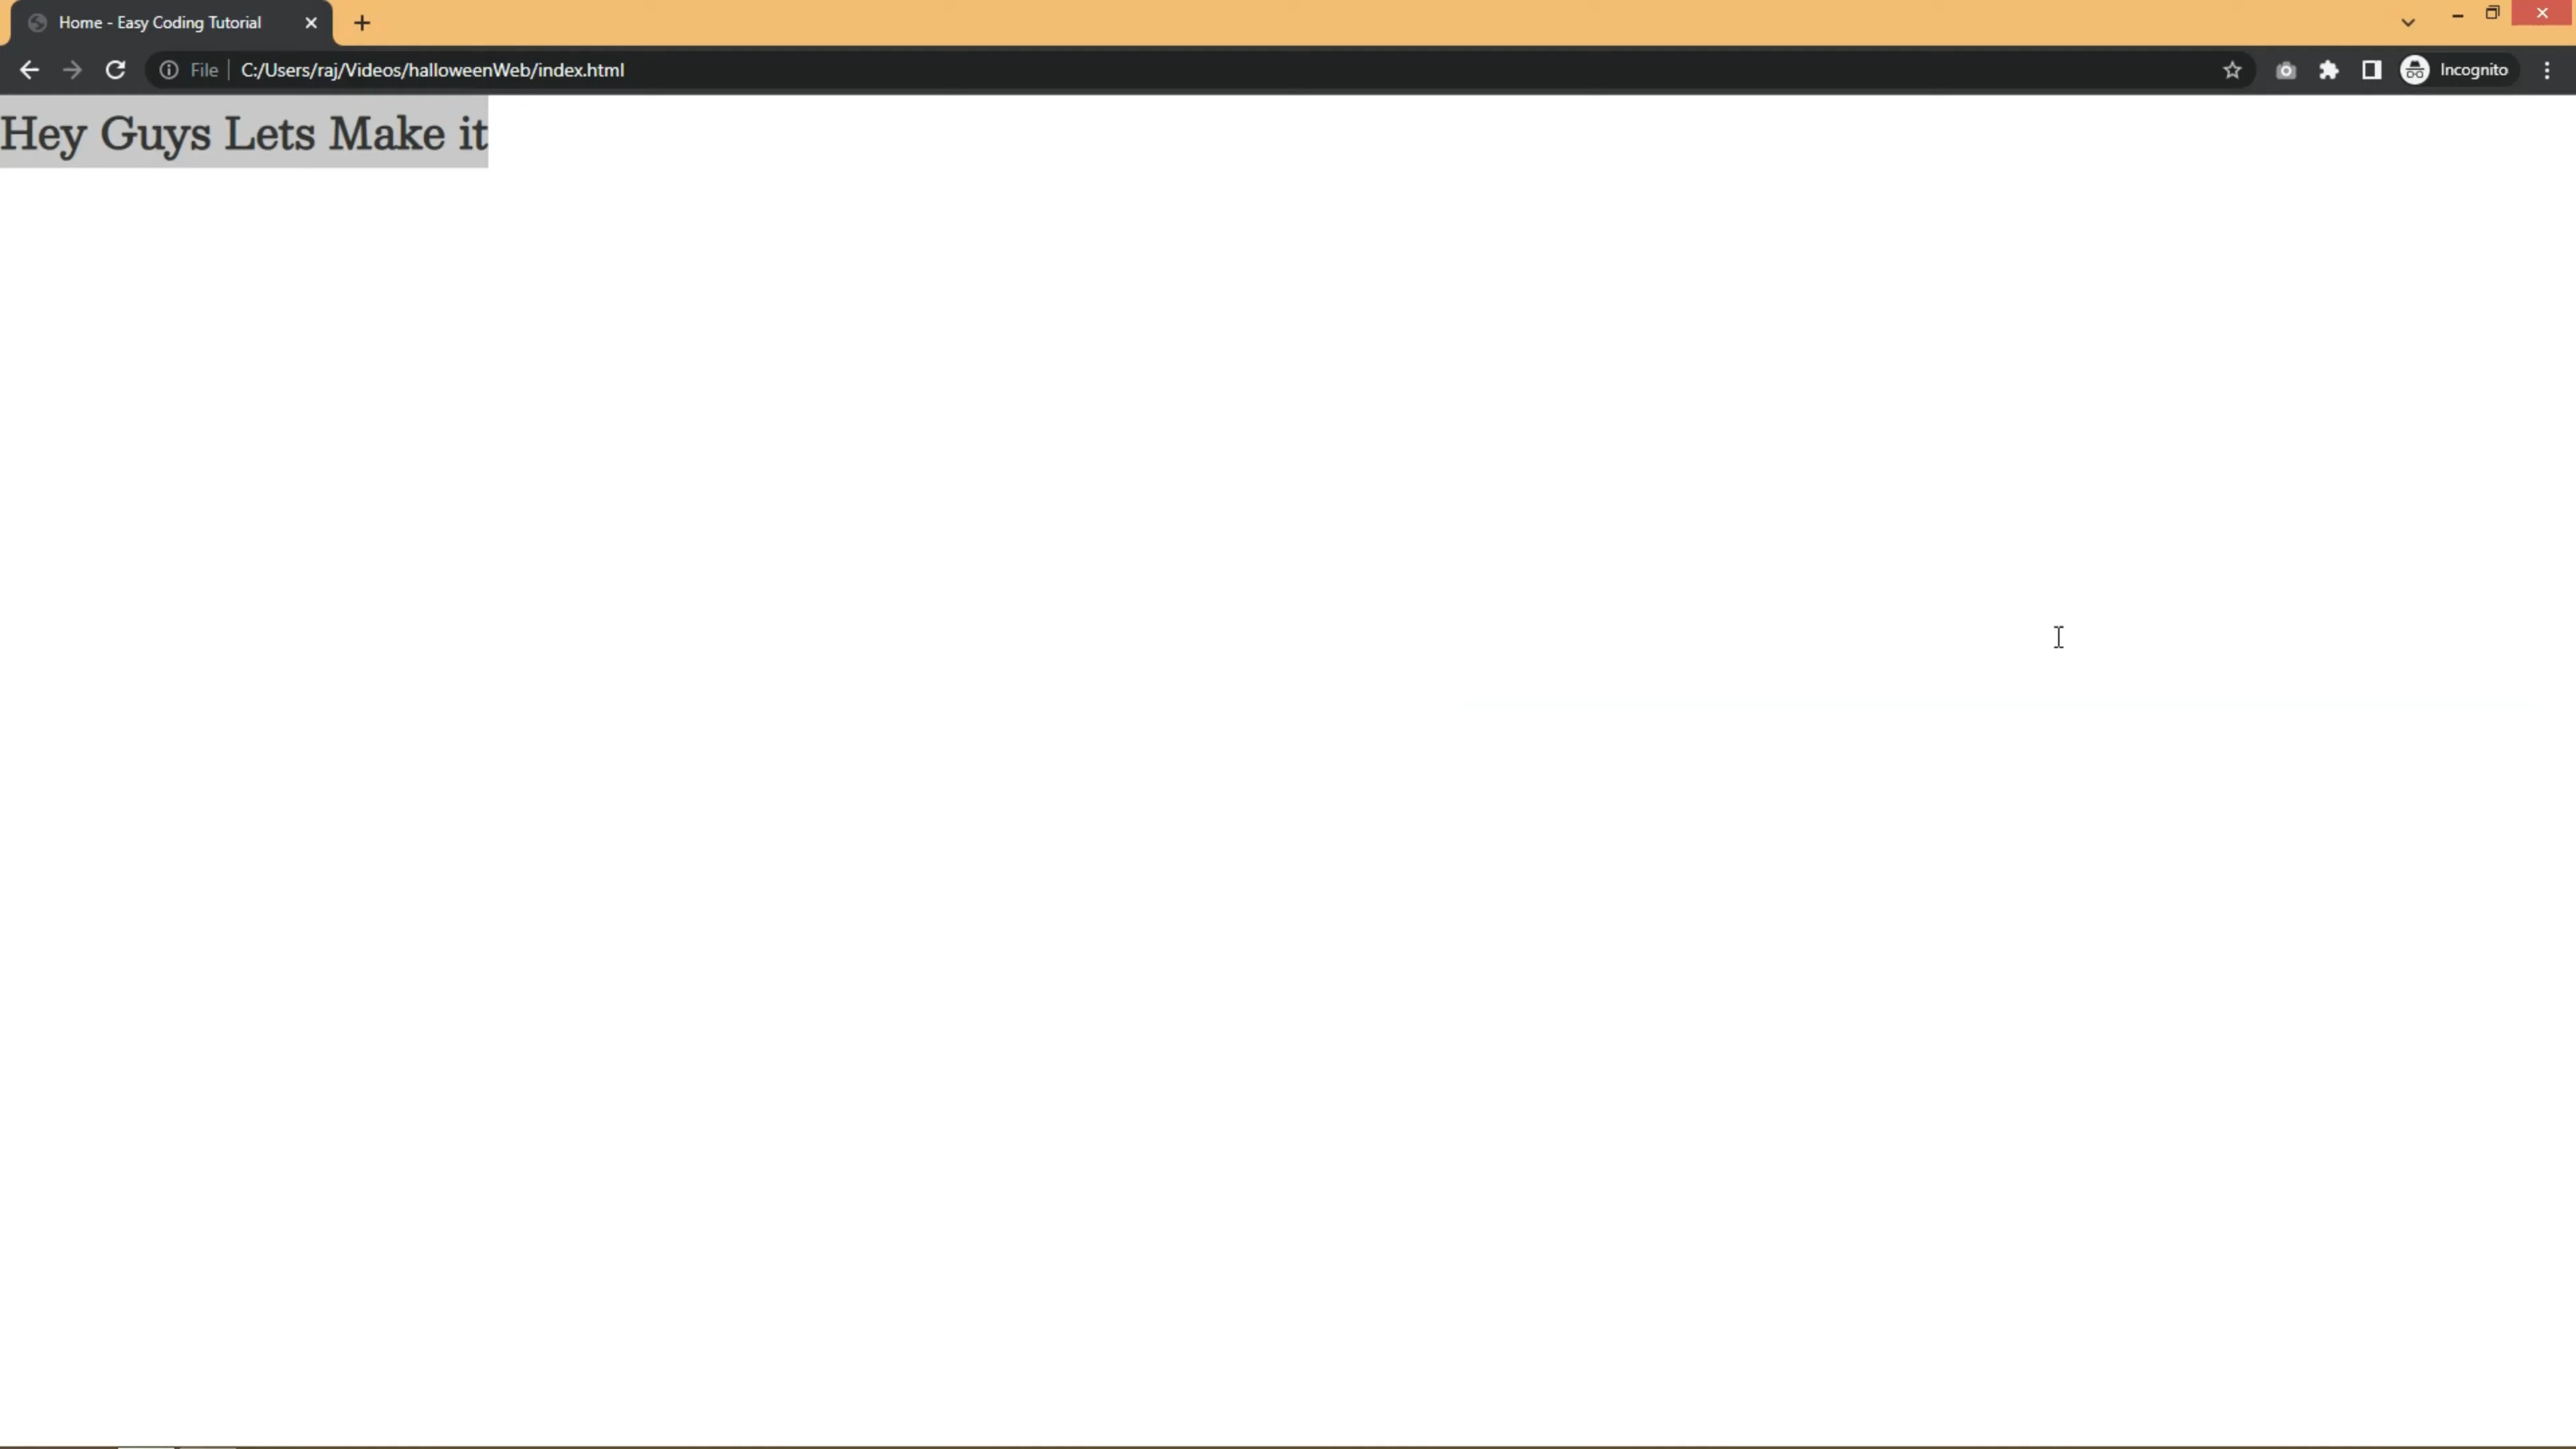 Home - Easy Coding Tutorial
File C:/Users/raj/Videos/halloweenWeb/index.html Incognito
Hey Guys Lets Make it